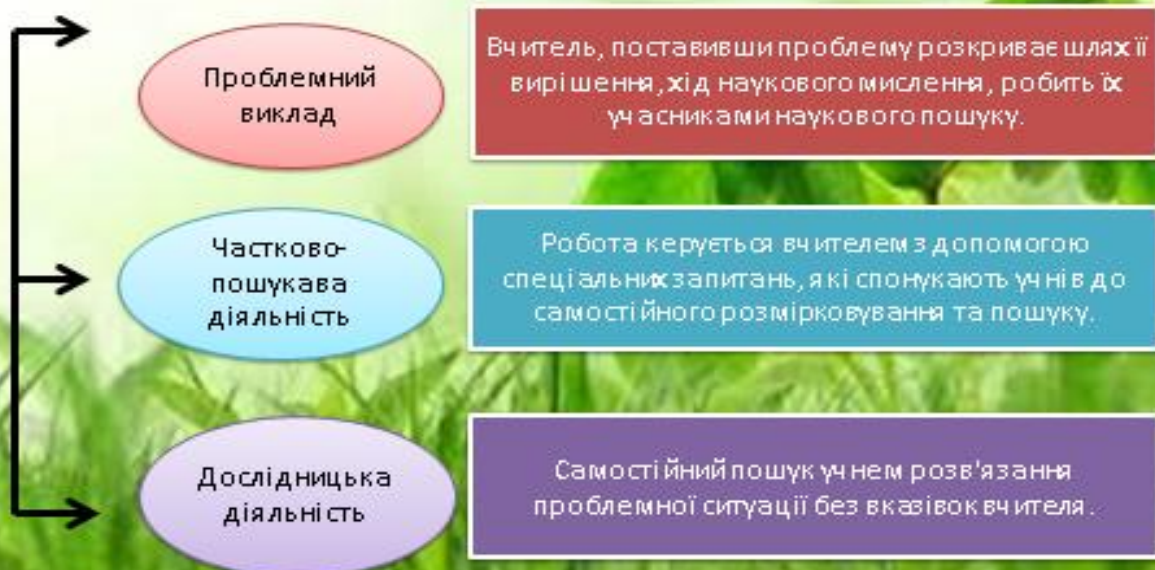 Проблемний
виклад
Вчитель, поставивши проблему розкриває шлях її
вирішення, хід наукового мислення, робить їх
учасниками наукового пошуку.
Частково-
пошукава
діяльність
Робота керується вчителем з допомогою
спеціальних запитань, які спонукають учнів до
самостійного розмірковування та пошуку.
Дослідницька
діяльність
Самостійний пошук учнем розв'язання
проблемної ситуації без вказівок вчителя.